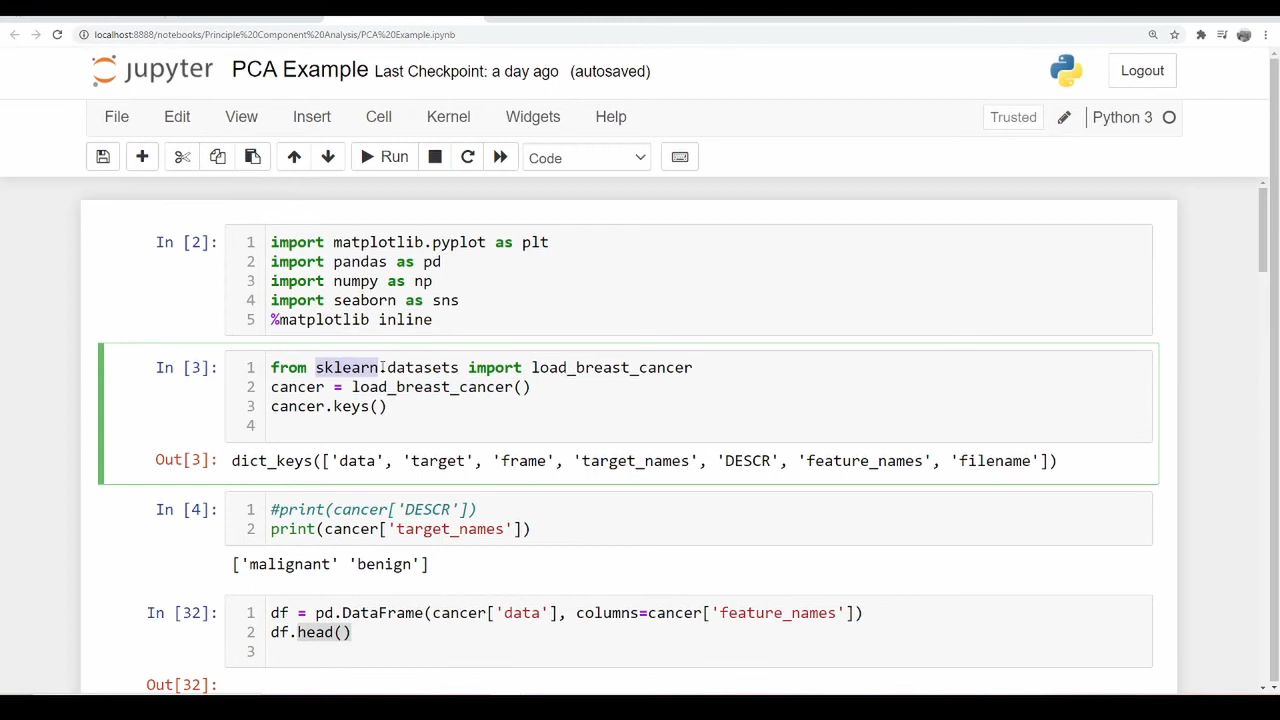 localhost:8888/notebooks/Principle%20Component%20Analysis/PCA%20Example.ipynb
jupyter PCA Example Last Checkpoint: a day ago (autosaved) Logout
File Edit View Insert Cell Kernel Widgets Help Trusted Python 3
Run Code
In [2]: 1 import matplotlib.pyplot as plt
2 import pandas as pd
3 import numpy as np
4 import seaborn as sns
5 %matplotlib inline
In [3]: 1 from sklearn.datasets import load_breast_cancer
2 cancer = load_breast_cancer()
3 cancer.keys()
4
Out[3]: dict_keys(['data', 'target', 'frame', 'target_names', 'DESCR', 'feature_names', 'filename'])
In [4]: 1 #print(cancer['DESCR'])
2 print(cancer['target_names'])
['malignant' 'benign']
In [32]: 1 df = pd.DataFrame(cancer['data'], columns=cancer['feature_names'])
2 df.head()
3
Out[32]: